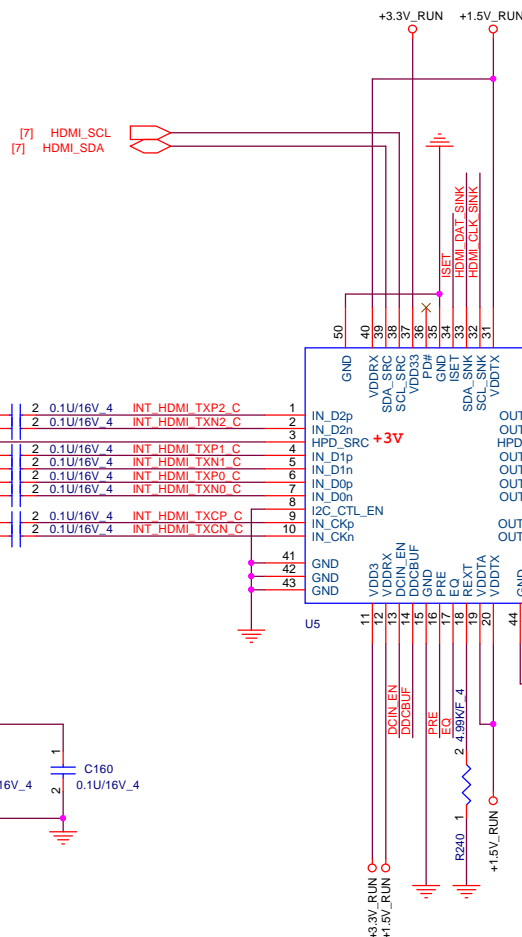 +3.3V_RUN
+1.5V_RUN
[7] HDMI_SCL
[7] HDMI_SDA
ISET
HDMI_DAT_SINK
HDMI_CLK_SINK
50
40
39
38
37
36
35
34
33
32
31
GND
VDDRX
SDA_SRC
SCL_SRC
VDD33
PD#
GND
ISET
SDA_SNK
SCL_SNK
VDDTX
2 0.1U/16V_4 INT_HDMI_TXP2_C 1 IN_D2p OUT
2 0.1U/16V_4 INT_HDMI_TXN2_C 2 IN_D2n OUT
3 HPD_SRC +3V HPD
2 0.1U/16V_4 INT_HDMI_TXP1_C 4 IN_D1p OUT
2 0.1U/16V_4 INT_HDMI_TXN1_C 5 IN_D1n OUT
2 0.1U/16V_4 INT_HDMI_TXP0_C 6 IN_D0p OUT
2 0.1U/16V_4 INT_HDMI_TXN0_C 7 IN_D0n OUT
8 I2C_CTL_EN
2 0.1U/16V_4 INT_HDMI_TXCP_C 9 IN_CKp OUT
2 0.1U/16V_4 INT_HDMI_TXCN_C 10 IN_CKn OUT
41 GND
42 GND
43 GND
VDD3
VDDRX
DCIN_EN
DDCBUF
GND
PRE
EQ
REXT
VDDTA
VDDTX
GND
U5
11
12
13
14
15
16
17
18
19
20
44
DCIN_EN
DDCBUF
PRE
EQ
4.99K/F_4
2
1
R240
+1.5V_RUN
+3.3V_RUN
+1.5V_RUN
1
C160
16V_4
2
0.1U/16V_4